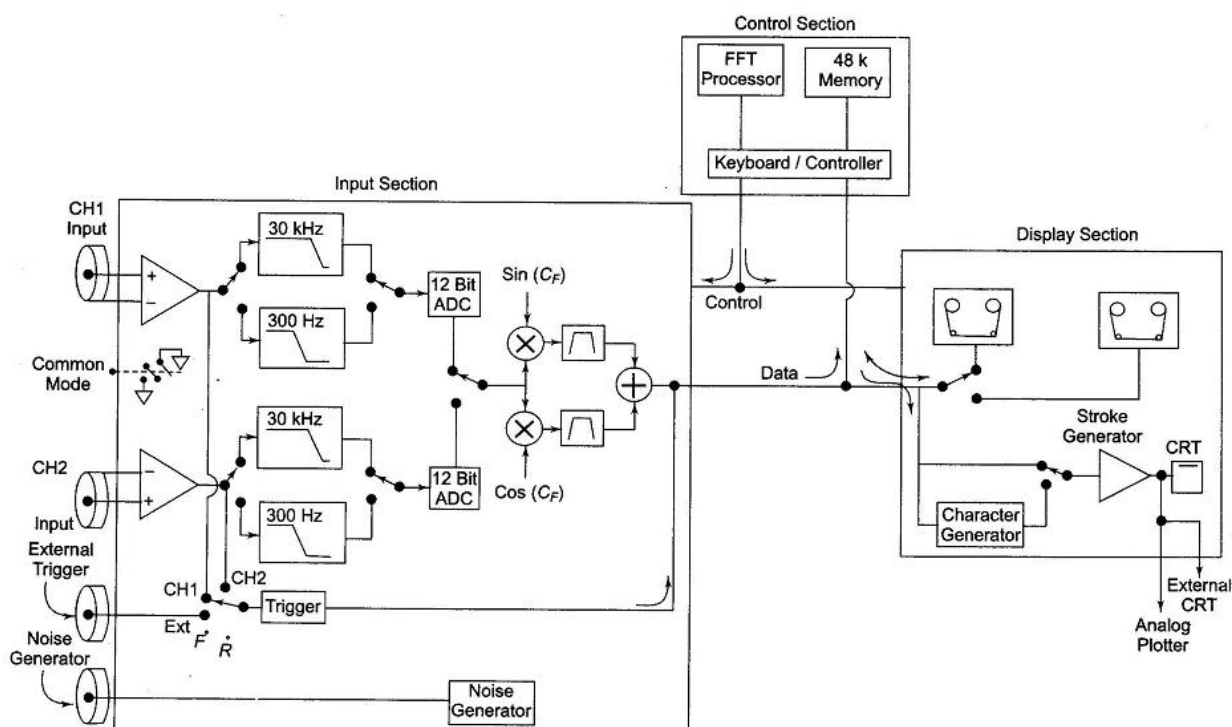 Control Section
FFT
Processor
48 k
Memory
Keyboard / Controller
Input Section
CH1
Input
30 kHz
300 Hz
12 Bit
ADC
Sin (C_F)
Control
Display Section
Common
Mode
Data
Stroke
Generator
CRT
CH2
Input
30 kHz
300 Hz
12 Bit
ADC
Cos (C_F)
Character
Generator
External
Trigger
CH1
CH2
Ext
F
R
Trigger
External
CRT
Analog
Plotter
Noise
Generator
Noise
Generator